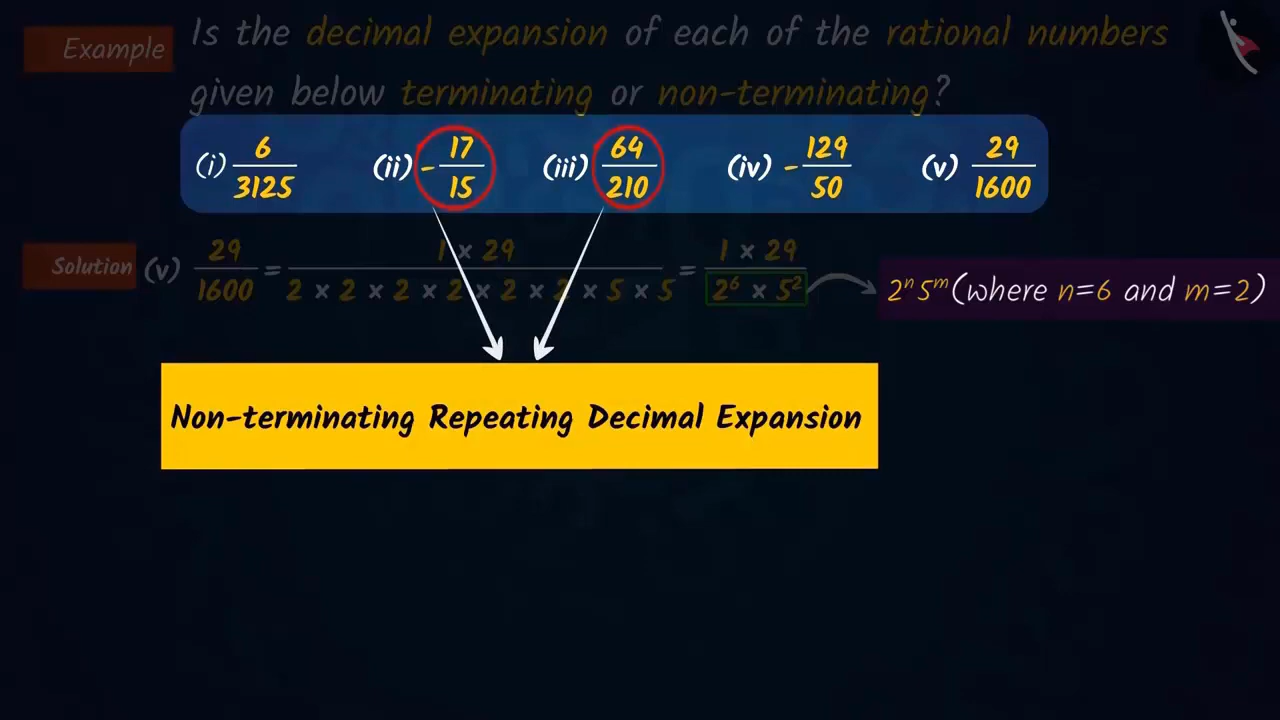 Example Is the decimal expansion of each of the rational numbers
given below terminating or non-terminating?
(i) 6/3125 (ii) -17/15 (iii) 64/210 (iv) -129/50 (v) 29/1600
Solution (v) 29/1600 = 1 × 29/2 × 2 × 2 × 2 × 2 × 2 × 5 × 5 = 1 × 29/2⁶ × 5² 2ⁿ5ᵐ(where n=6 and m=2)
Non-terminating Repeating Decimal Expansion